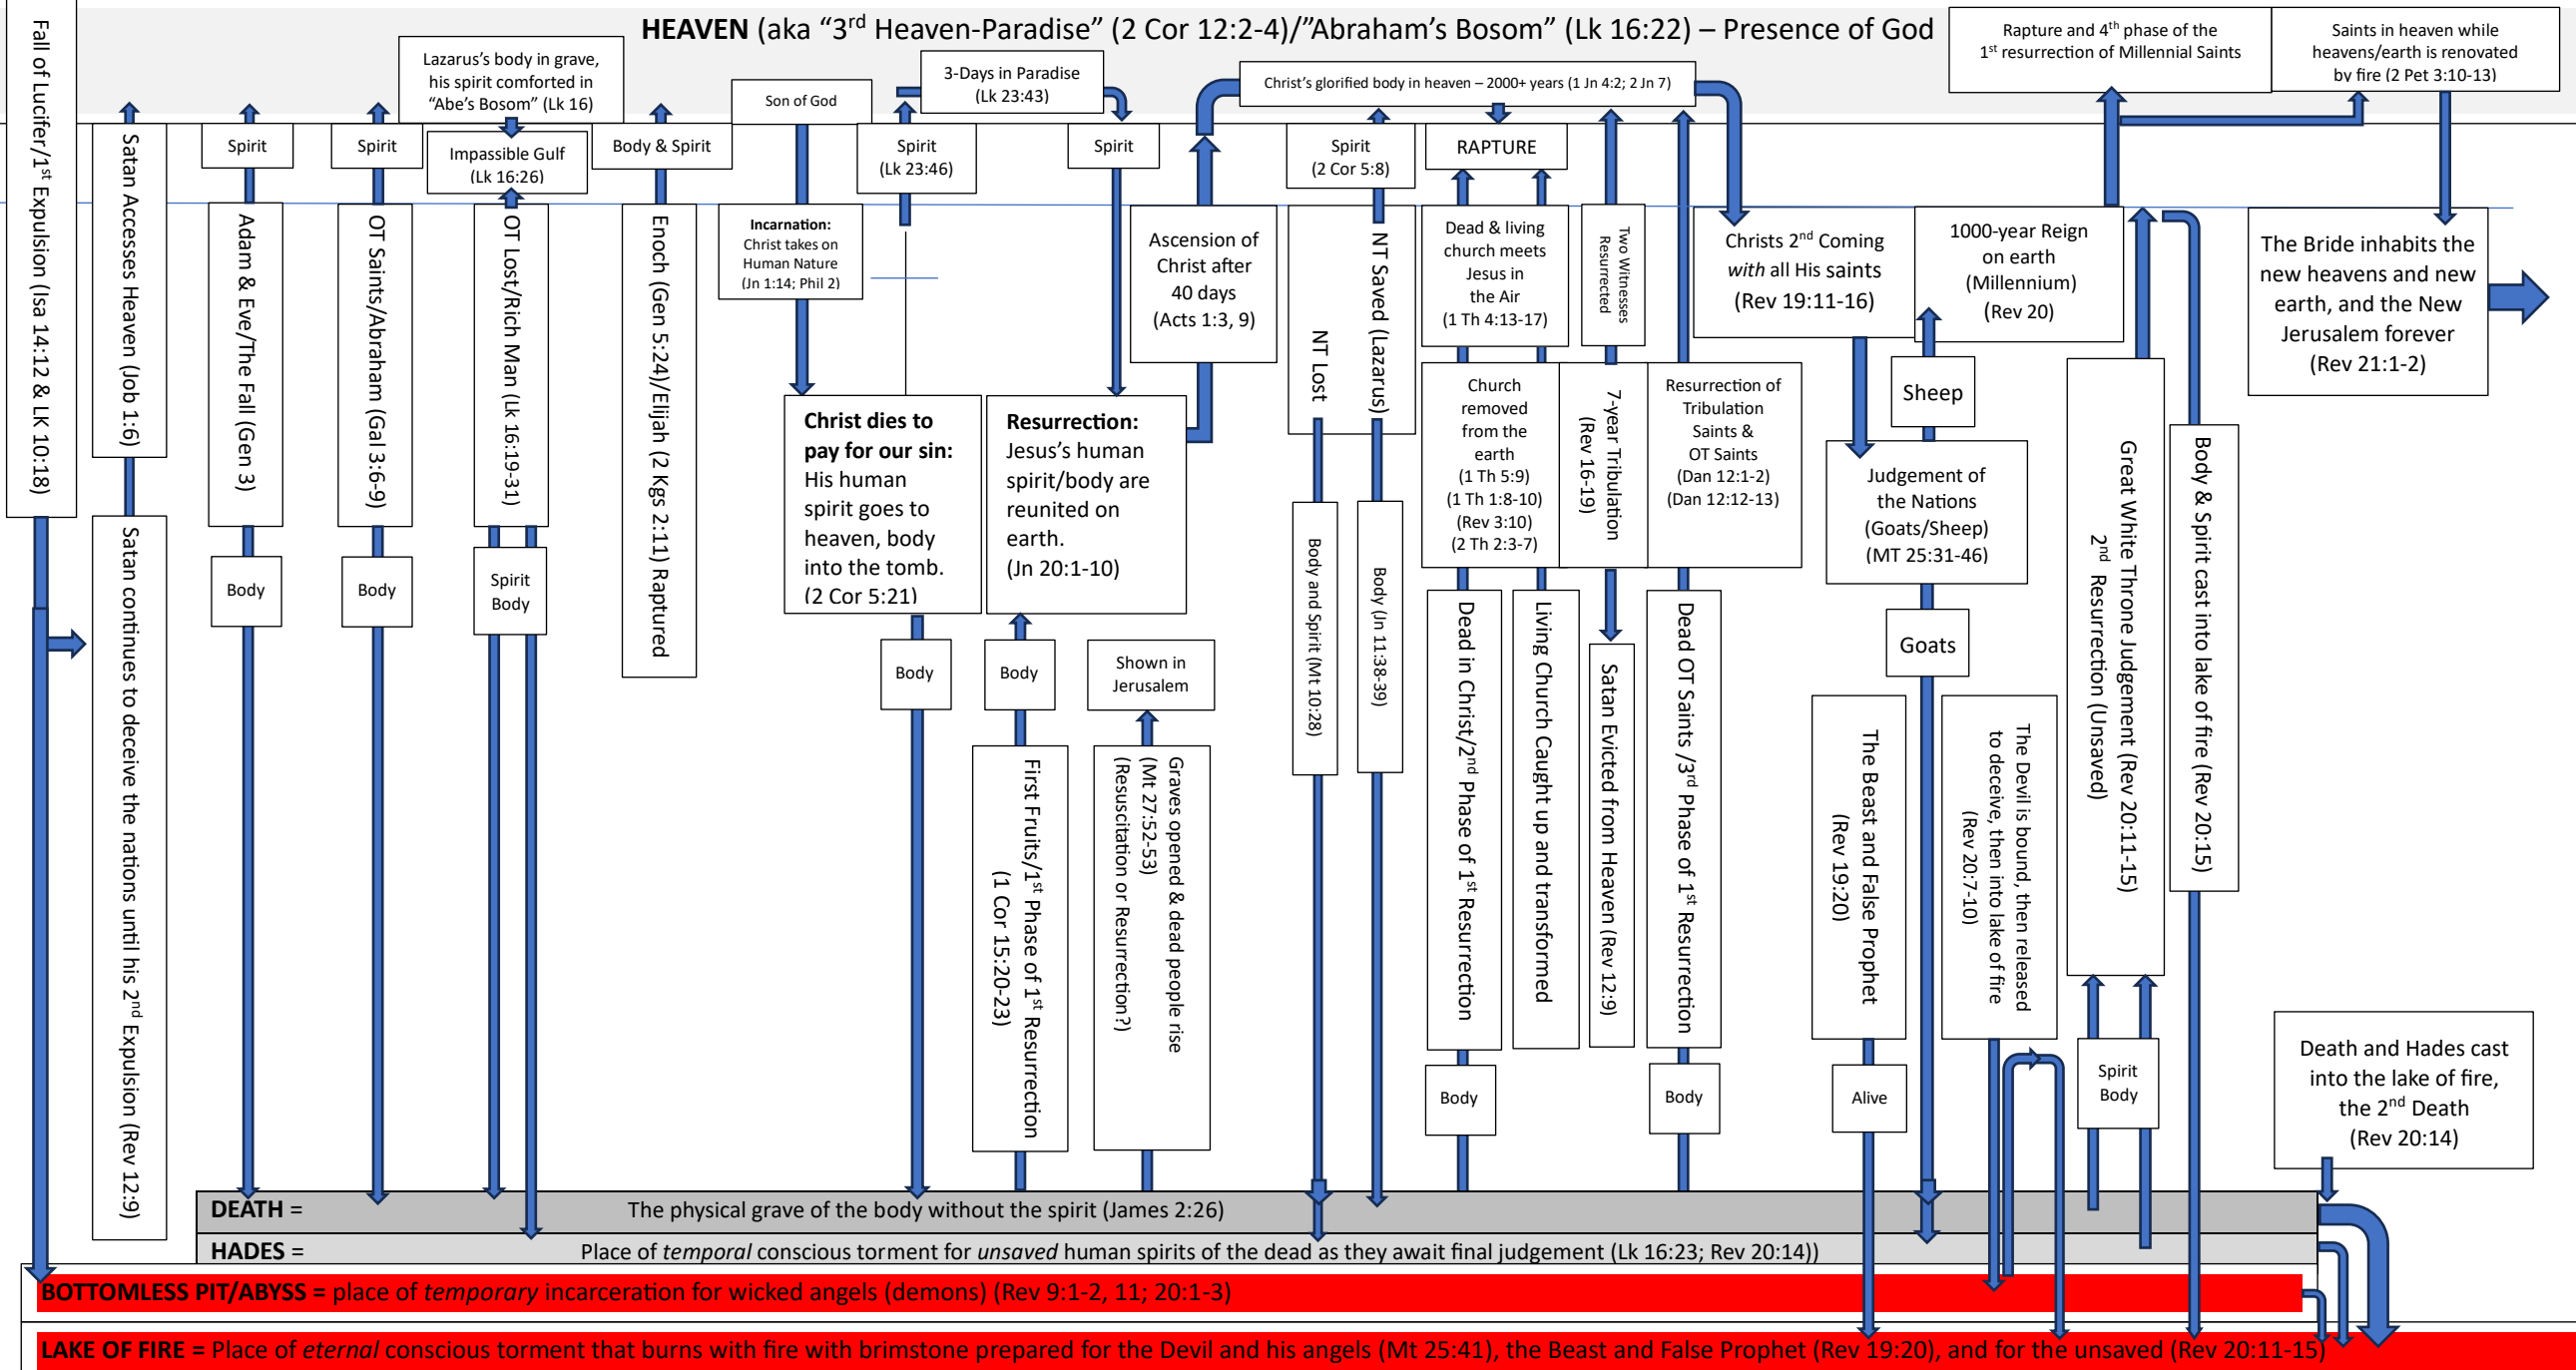 HEAVEN (aka “3rd Heaven-Paradise” (2 Cor 12:2-4)/”Abraham’s Bosom” (Lk 16:22) – Presence of God
Fall of Lucifer/1st Expulsion (Isa 14:12 & LK 10:18)
Satan Accesses Heaven (Job 1:6)
Satan continues to deceive the nations until his 2nd Expulsion (Rev 12:9)
Spirit
Adam & Eve/The Fall (Gen 3)
Body
Spirit
OT Saints/Abraham (Gal 3:6-9)
Body
Lazarus’s body in grave,
his spirit comforted in
“Abe’s Bosom” (Lk 16)
Impassible Gulf
(Lk 16:26)
OT Lost/Rich Man (Lk 16:19-31)
Spirit
Body
Body & Spirit
Enoch (Gen 5:24)/Elijah (2 Kgs 2:11) Raptured
Son of God
Incarnation:
Christ takes on
Human Nature
(Jn 1:14; Phil 2)
Christ dies to
pay for our sin:
His human
spirit goes to
heaven, body
into the tomb.
(2 Cor 5:21)
Spirit
(Lk 23:46)
Body
3-Days in Paradise
(Lk 23:43)
Spirit
Resurrection:
Jesus’s human
spirit/body are
reunited on
earth.
(Jn 20:1-10)
Body
First Fruits/1st Phase of 1st Resurrection
(1 Cor 15:20-23)
Shown in
Jerusalem
Graves opened & dead people rise
(Mt 27:52-53)
(Resuscitation or Resurrection?)
Ascension of
Christ after
40 days
(Acts 1:3, 9)
Christ’s glorified body in heaven – 2000+ years (1 Jn 4:2; 2 Jn 7)
Spirit
(2 Cor 5:8)
NT Lost
NT Saved (Lazarus)
Body and Spirit (Mt 10:28)
Body (Jn 11:38-39)
RAPTURE
Dead & living
church meets
Jesus in
the Air
(1 Th 4:13-17)
Church
removed
from the
earth
(1 Th 5:9)
(1 Th 1:8-10)
(Rev 3:10)
(2 Th 2:3-7)
Dead in Christ/2nd Phase of 1st Resurrection
Body
Living Church Caught up and transformed
Two Witnesses
Resurrected
7-year Tribulation
(Rev 16-19)
Satan Evicted from Heaven (Rev 12:9)
Resurrection of
Tribulation
Saints &
OT Saints
(Dan 12:1-2)
(Dan 12:12-13)
Dead OT Saints /3rd Phase of 1st Resurrection
Body
Christs 2nd Coming
with all His saints
(Rev 19:11-16)
Judgement of
the Nations
(Goats/Sheep)
(MT 25:31-46)
Sheep
Goats
1000-year Reign
on earth
(Millennium)
(Rev 20)
The Beast and False Prophet
(Rev 19:20)
Alive
The Devil is bound, then released
to deceive, then into lake of fire
(Rev 20:7-10)
Rapture and 4th phase of the
1st resurrection of Millennial Saints
Great White Throne Judgement (Rev 20:11-15)
2nd Resurrection (Unsaved)
Spirit
Body
Body & Spirit cast into lake of fire (Rev 20:15)
Saints in heaven while
heavens/earth is renovated
by fire (2 Pet 3:10-13)
The Bride inhabits the
new heavens and new
earth, and the New
Jerusalem forever
(Rev 21:1-2)
Death and Hades cast
into the lake of fire,
the 2nd Death
(Rev 20:14)
DEATH = The physical grave of the body without the spirit (James 2:26)
HADES = Place of temporal conscious torment for unsaved human spirits of the dead as they await final judgement (Lk 16:23; Rev 20:14))
BOTTOMLESS PIT/ABYSS = place of temporary incarceration for wicked angels (demons) (Rev 9:1-2, 11; 20:1-3)
LAKE OF FIRE = Place of eternal conscious torment that burns with fire with brimstone prepared for the Devil and his angels (Mt 25:41), the Beast and False Prophet (Rev 19:20), and for the unsaved (Rev 20:11-15)